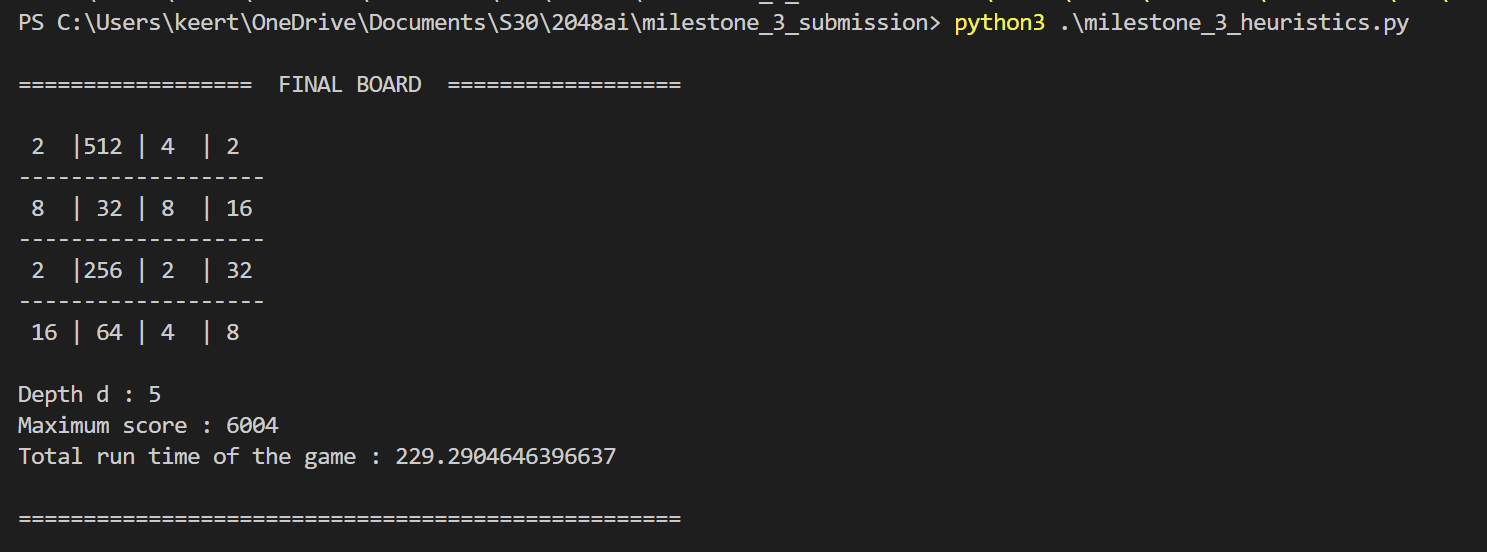 PS C:\Users\keert\OneDrive\Documents\S30\2048ai\milestone_3_submission> python3 .\milestone_3_heuristics.py
==================  FINAL BOARD  ==================
 2  |512 | 4  | 2
-------------------
 8  | 32 | 8  | 16
-------------------
 2  |256 | 2  | 32
-------------------
 16 | 64 | 4  | 8
Depth d : 5
Maximum score : 6004
Total run time of the game : 229.2904646396637
===================================================